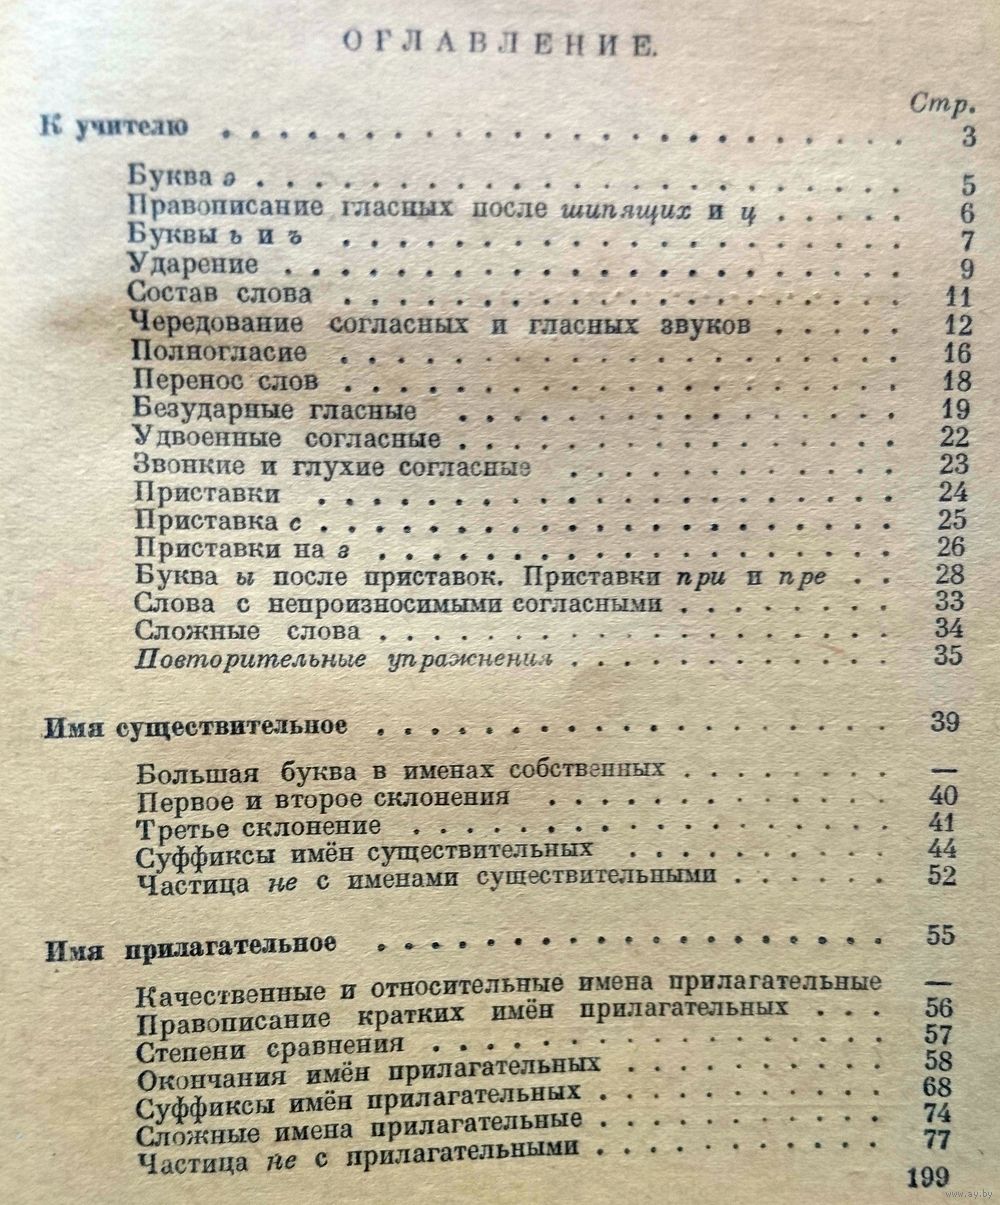 ОГЛАВЛЕНИЕ.
Стр.
К учителю . . . . . . . . . . . . . . . . . . . . . . . . 3
Буква э . . . . . . . . . . . . . . . . . . . . . . . 5
Правописание гласных после шипящих и ц . . . . . 6
Буквы ь и ъ . . . . . . . . . . . . . . . . . . . . 7
Ударение . . . . . . . . . . . . . . . . . . . . . . 9
Состав слова . . . . . . . . . . . . . . . . . . . . 11
Чередование согласных и гласных звуков . . . . . 12
Полногласие . . . . . . . . . . . . . . . . . . . . 16
Перенос слов . . . . . . . . . . . . . . . . . . . . 18
Безударные гласные . . . . . . . . . . . . . . . . 19
Удвоенные согласные . . . . . . . . . . . . . . . . 22
Звонкие и глухие согласные . . . . . . . . . . . . 23
Приставки . . . . . . . . . . . . . . . . . . . . . 24
Приставка с . . . . . . . . . . . . . . . . . . . . . 25
Приставки на з . . . . . . . . . . . . . . . . . . . 26
Буква ы после приставок. Приставки при и пре . . 28
Слова с непроизносимыми согласными . . . . . . . . 33
Сложные слова . . . . . . . . . . . . . . . . . . . 34
Повторительные упражнения . . . . . . . . . . . . 35
Имя существительное . . . . . . . . . . . . . . . . . . . 39
Большая буква в именах собственных . . . . . . . . —
Первое и второе склонения . . . . . . . . . . . . . 40
Третье склонение . . . . . . . . . . . . . . . . . . 41
Суффиксы имён существительных . . . . . . . . . . 44
Частица не с именами существительными . . . . . . 52
Имя прилагательное . . . . . . . . . . . . . . . . . . . 55
Качественные и относительные имена прилагательные —
Правописание кратких имён прилагательных . . . 56
Степени сравнения . . . . . . . . . . . . . . . . . 57
Окончания имён прилагательных . . . . . . . . . . 58
Суффиксы имён прилагательных . . . . . . . . . . . 68
Сложные имена прилагательные . . . . . . . . . . . 74
Частица не с прилагательными . . . . . . . . . . . 77
199
www.ay.by